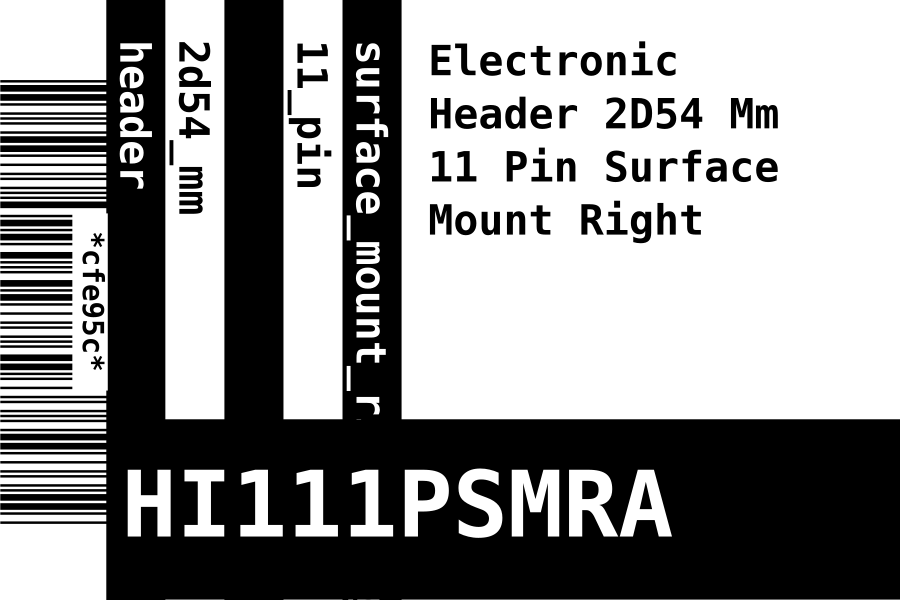 header
2d54_mm
11_pin
surface_mount_r
*cfe95c*
Electronic
Header 2D54 Mm
11 Pin Surface
Mount Right
HI111PSMRA